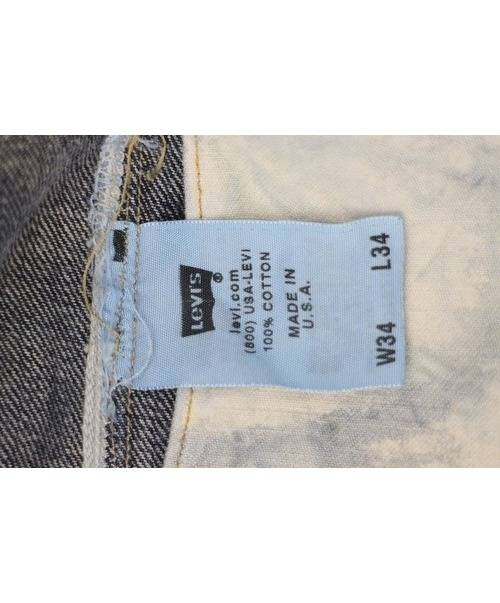 Levi's®
levi.com
(800) USA-LEVI
100% COTTON
MADE IN
U.S.A.
W34 L34